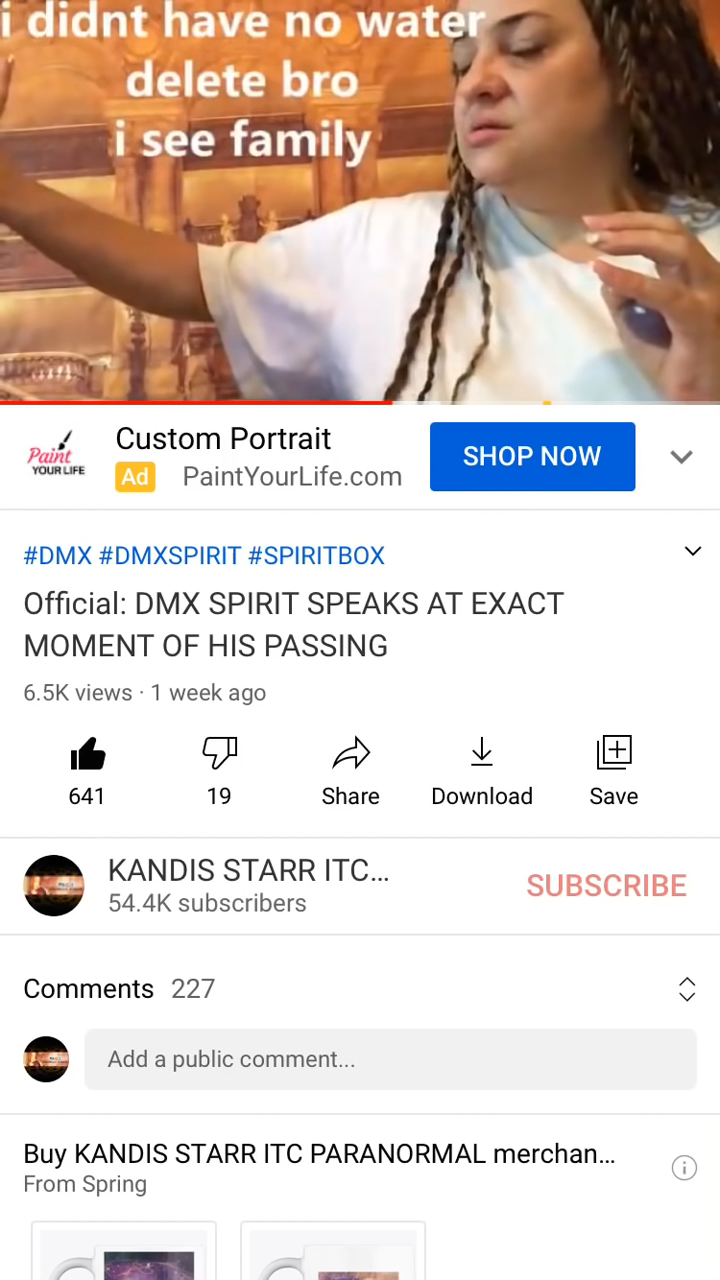 i didnt have no water
delete bro
i see family
Paint
YOUR LIFE
Custom Portrait
Ad PaintYourLife.com
SHOP NOW
#DMX #DMXSPIRIT #SPIRITBOX
Official: DMX SPIRIT SPEAKS AT EXACT
MOMENT OF HIS PASSING
6.5K views · 1 week ago
641
19
Share
Download
Save
KANDIS STARR ITC...
54.4K subscribers
SUBSCRIBE
Comments 227
Add a public comment...
Buy KANDIS STARR ITC PARANORMAL merchan...
From Spring